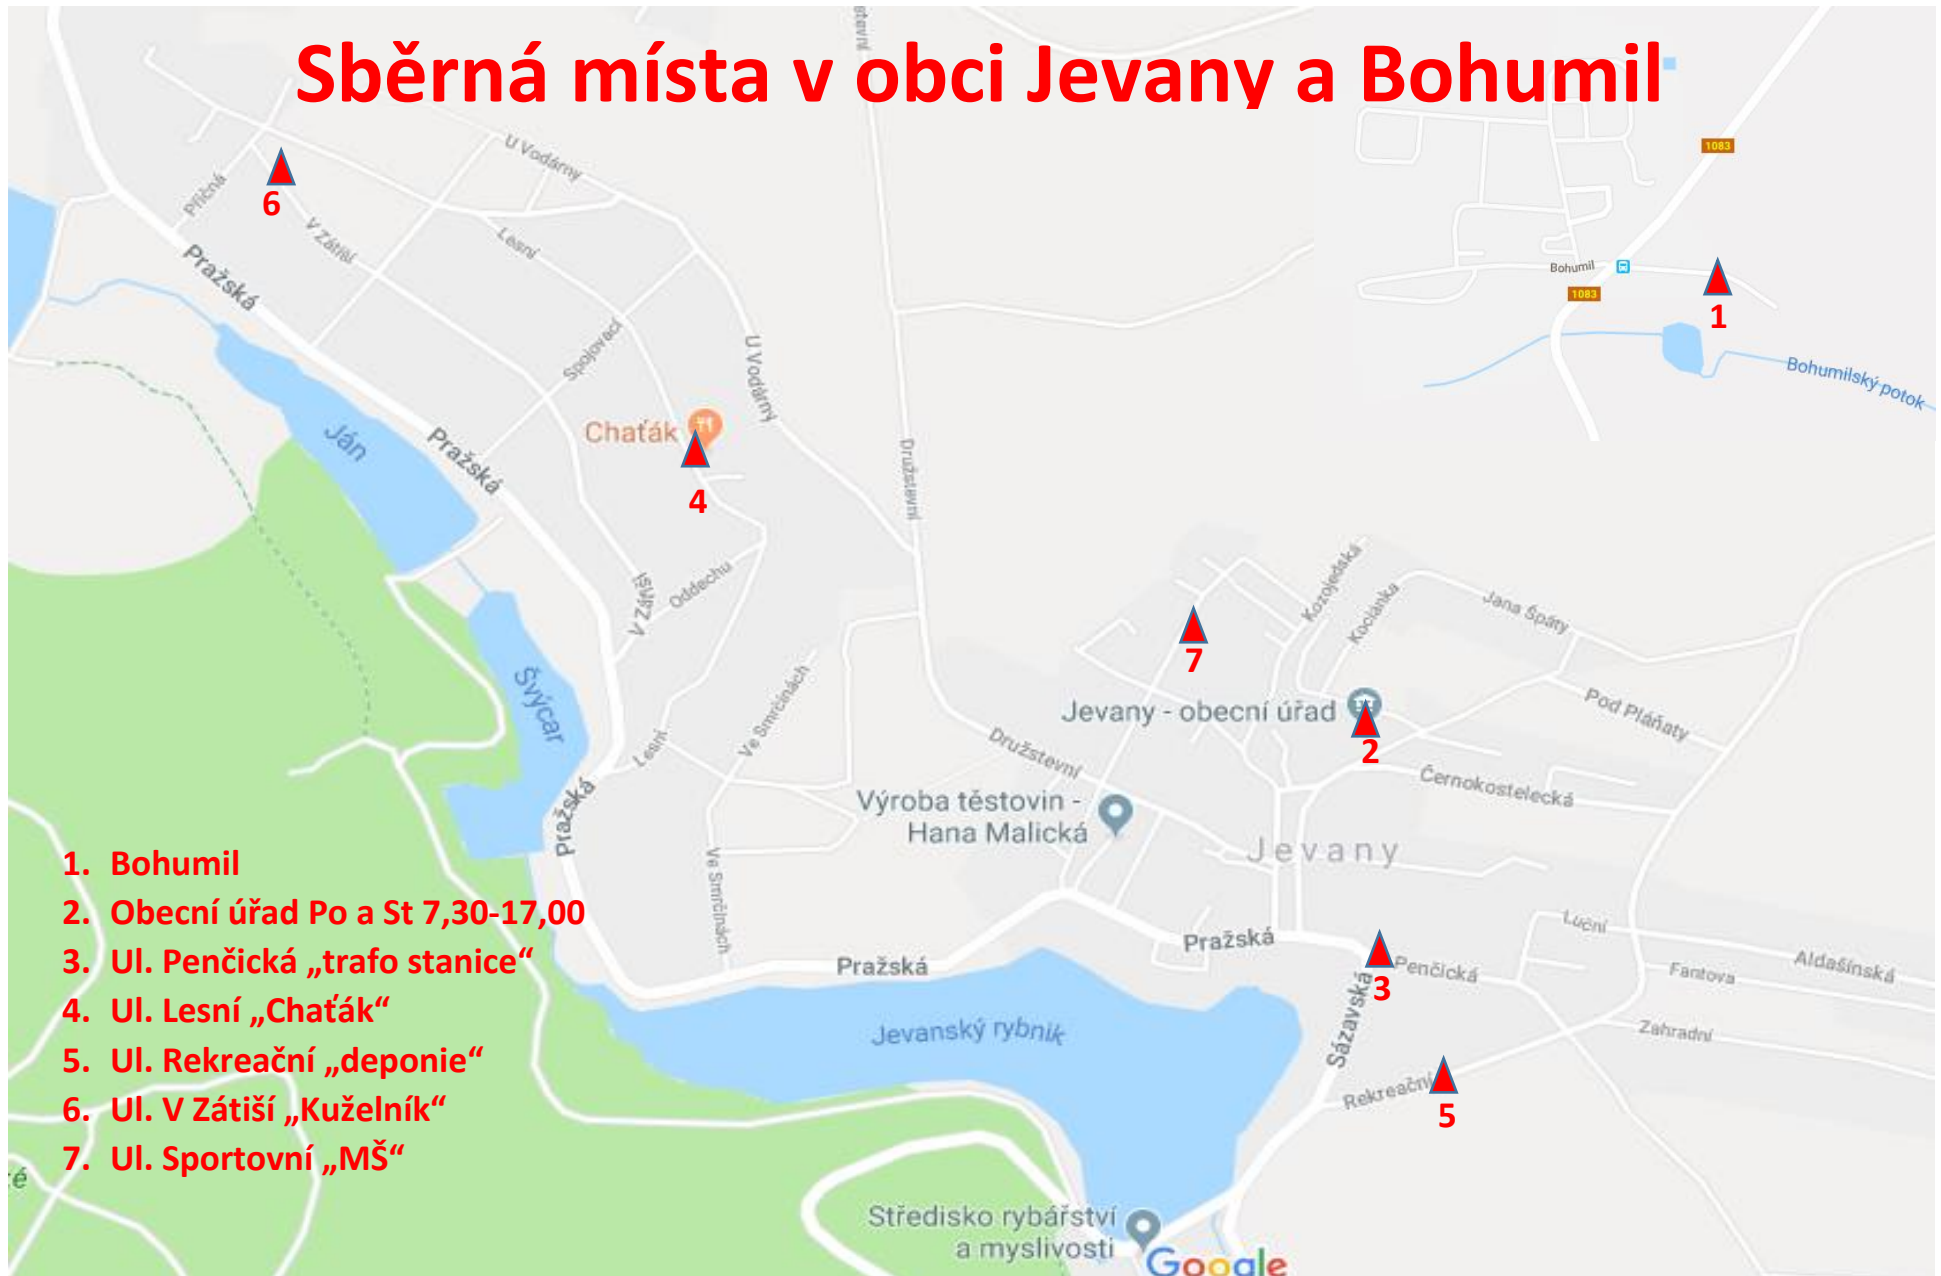 Sběrná místa v obci Jevany a Bohumil
1083
U Vodárny
Příčná
6
V Zátiší
Lesní
Pražská
Bohumil
1083
1
Bohumilský potok
Spojovací
U Vodárny
Ján
Pražská
Chaťák
4
Družstevní
V Zátiší
Oddechu
Kozojedská
Kociánka
Jana Špáty
7
Švýcar
Lesní
Ve Smrčinách
Jevany - obecní úřad
2
Pod Pláňaty
Družstevní
Černokostelecká
Pražská
Výroba těstovin -
Hana Malická
Jevany
Ve Smrčinách
1. Bohumil
2. Obecní úřad Po a St 7,30-17,00
3. Ul. Penčická „trafo stanice“
4. Ul. Lesní „Chaťák“
5. Ul. Rekreační „deponie“
6. Ul. V Zátiší „Kuželník“
7. Ul. Sportovní „MŠ“
Pražská
Pražská
Luční
Aldašínská
Penčická
Fantova
3
Sázavská
Zahradní
Jevanský rybník
Rekreační
5
Středisko rybářství
a myslivosti
Google